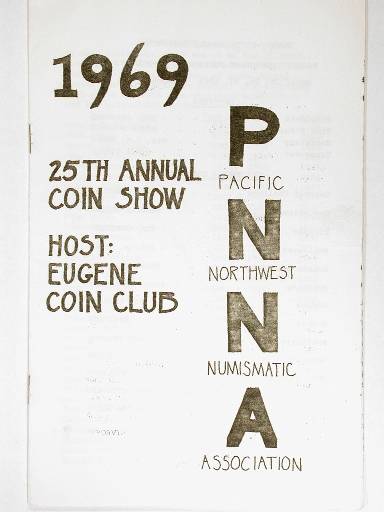 1969
25TH ANNUAL
COIN SHOW
HOST:
EUGENE
COIN CLUB
P
PACIFIC
N
NORTHWEST
N
NUMISMATIC
A
ASSOCIATION